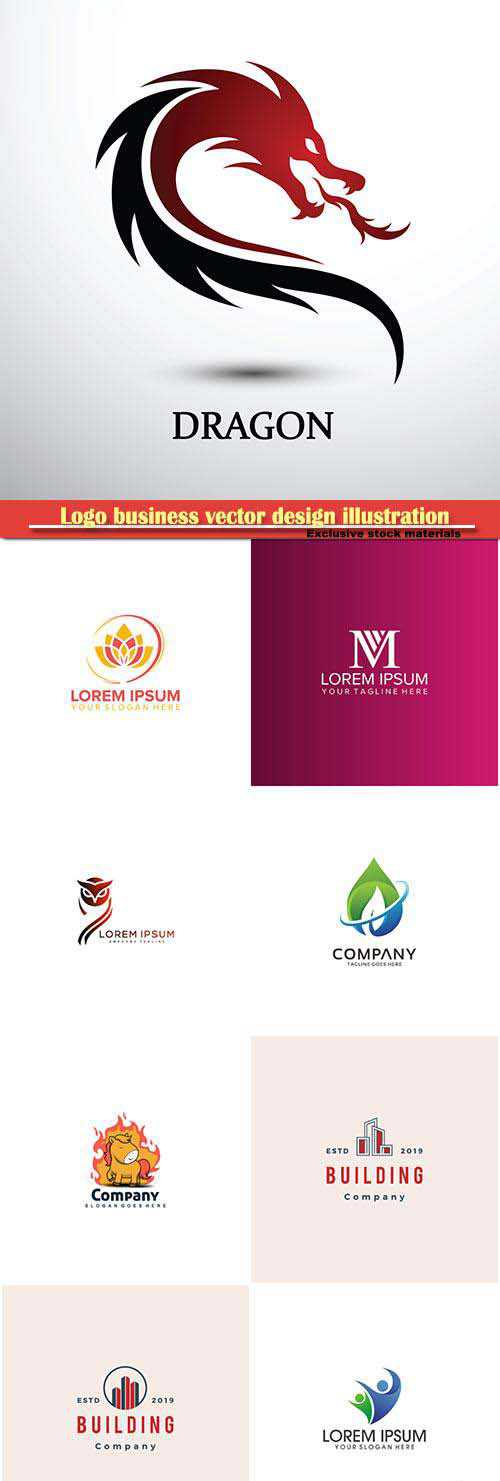 DRAGON
Logo business vector design illustration
Exclusive stock materials
LOREM IPSUM
YOUR SLOGAN HERE
M
LOREM IPSUM
YOUR TAGLINE HERE
LOREM IPSUM
AWESOME TAGLINE
COMPANY
TAGLINE GOES HERE
Company
SLOGAN GOES HERE
ESTD 2019
BUILDING
Company
ESTD 2019
BUILDING
Company
LOREM IPSUM
YOUR SLOGAN HERE